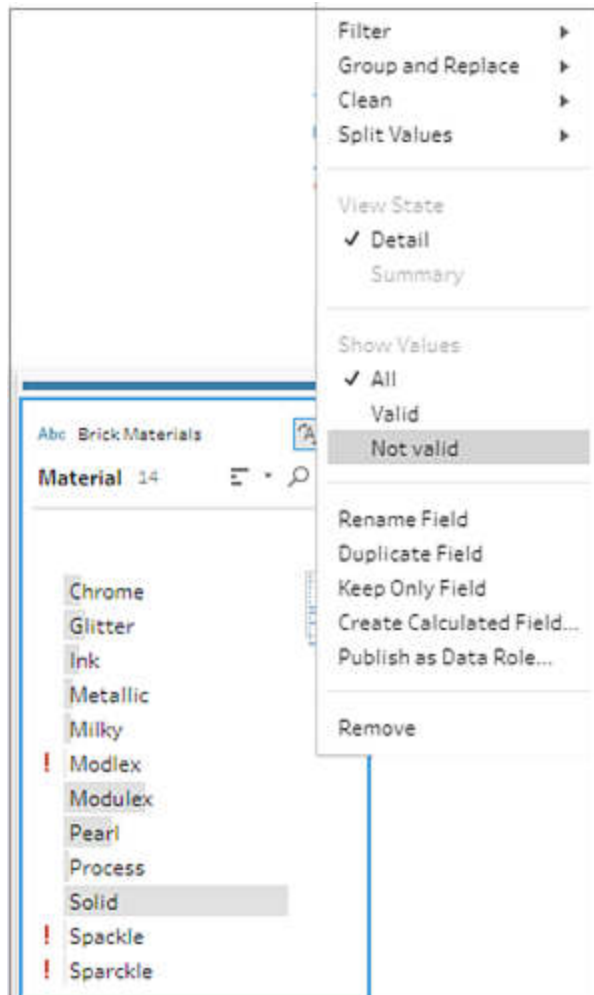 Filter
Group and Replace
Clean
Split Values
View State
✓ Detail
Summary
Show Values
✓ All
Valid
Not valid
Rename Field
Duplicate Field
Keep Only Field
Create Calculated Field...
Publish as Data Role...
Remove
Abc Brick Materials
Material 14
Chrome
Glitter
Ink
Metallic
Milky
! Modlex
Modulex
Pearl
Process
Solid
! Spackle
! Sparckle